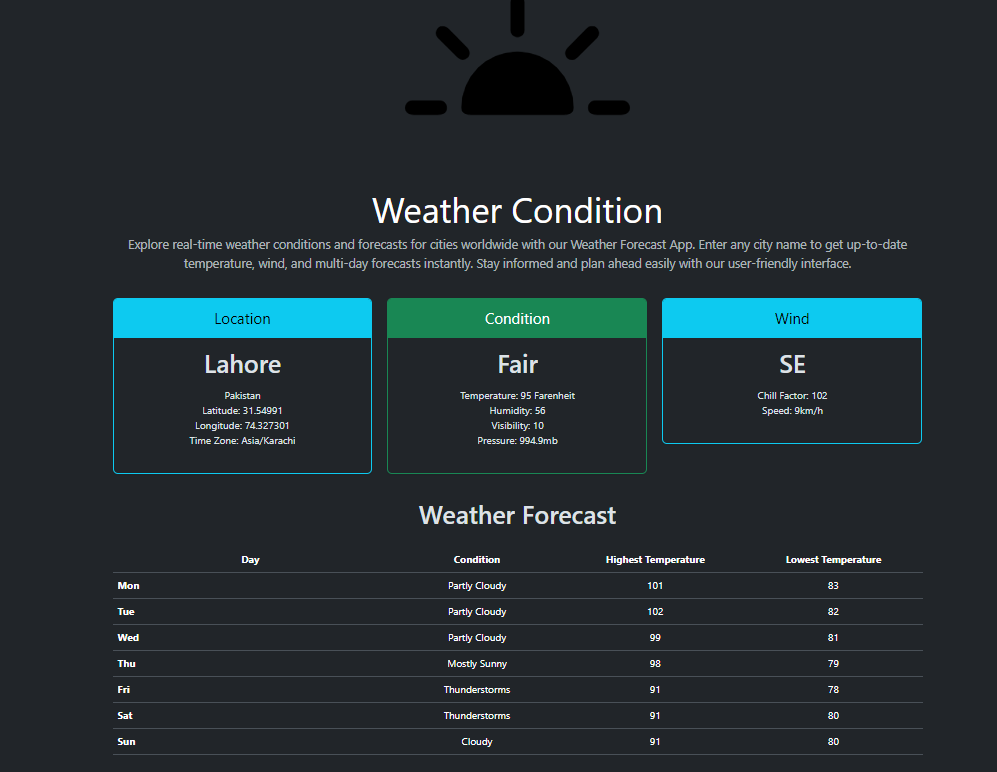 Weather Condition
Explore real-time weather conditions and forecasts for cities worldwide with our Weather Forecast App. Enter any city name to get up-to-date
temperature, wind, and multi-day forecasts instantly. Stay informed and plan ahead easily with our user-friendly interface.
Location
Lahore
Pakistan
Latitude: 31.54991
Longitude: 74.327301
Time Zone: Asia/Karachi
Condition
Fair
Temperature: 95 Farenheit
Humidity: 56
Visibility: 10
Pressure: 994.9mb
Wind
SE
Chill Factor: 102
Speed: 9km/h
Weather Forecast
Day Condition Highest Temperature Lowest Temperature
Mon Partly Cloudy 101 83
Tue Partly Cloudy 102 82
Wed Partly Cloudy 99 81
Thu Mostly Sunny 98 79
Fri Thunderstorms 91 78
Sat Thunderstorms 91 80
Sun Cloudy 91 80